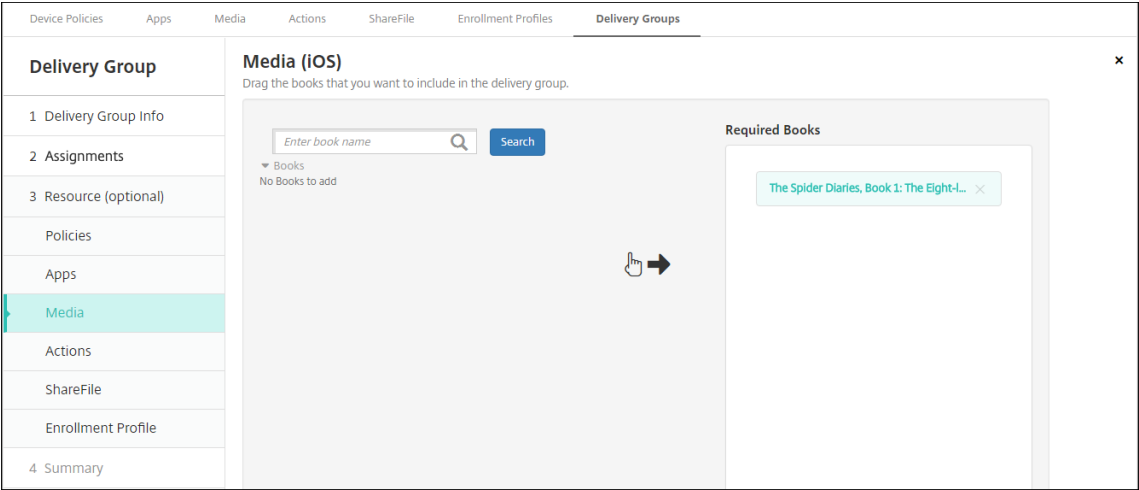 Device Policies Apps Media Actions ShareFile Enrollment Profiles Delivery Groups
Delivery Group
1 Delivery Group Info
2 Assignments
3 Resource (optional)
Policies
Apps
Media
Actions
ShareFile
Enrollment Profile
4 Summary
Media (iOS)
Drag the books that you want to include in the delivery group.
Enter book name
Search
Books
No Books to add
Required Books
The Spider Diaries, Book 1: The Eight-l...